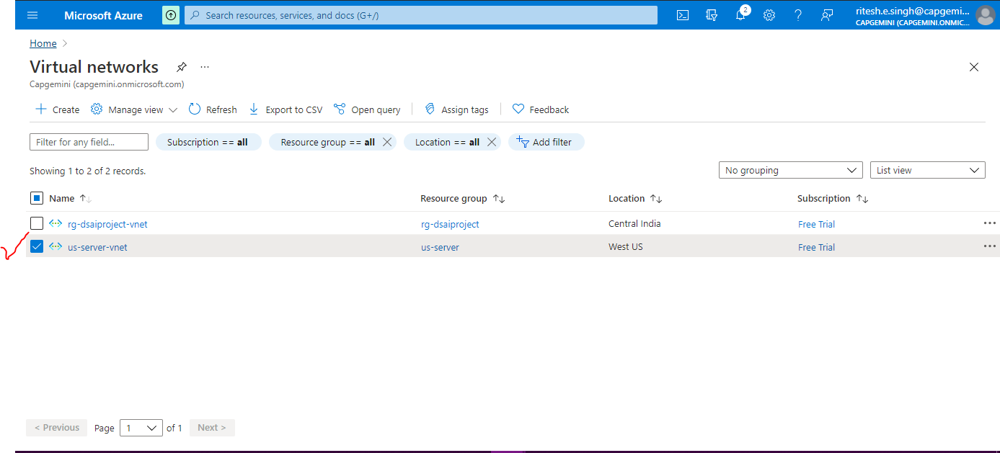 Microsoft Azure Search resources, services, and docs (G+/) 2 ritesh.e.singh@capgemi...
CAPGEMINI (CAPGEMINI.ONMIC...
Home >
Virtual networks ...
Capgemini (capgemini.onmicrosoft.com)
Create Manage view Refresh Export to CSV Open query Assign tags Feedback
Filter for any field... Subscription == all Resource group == all Location == all Add filter
Showing 1 to 2 of 2 records. No grouping List view
Name Resource group Location Subscription
rg-dsaiproject-vnet rg-dsaiproject Central India Free Trial
us-server-vnet us-server West US Free Trial
< Previous Page 1 of 1 Next >